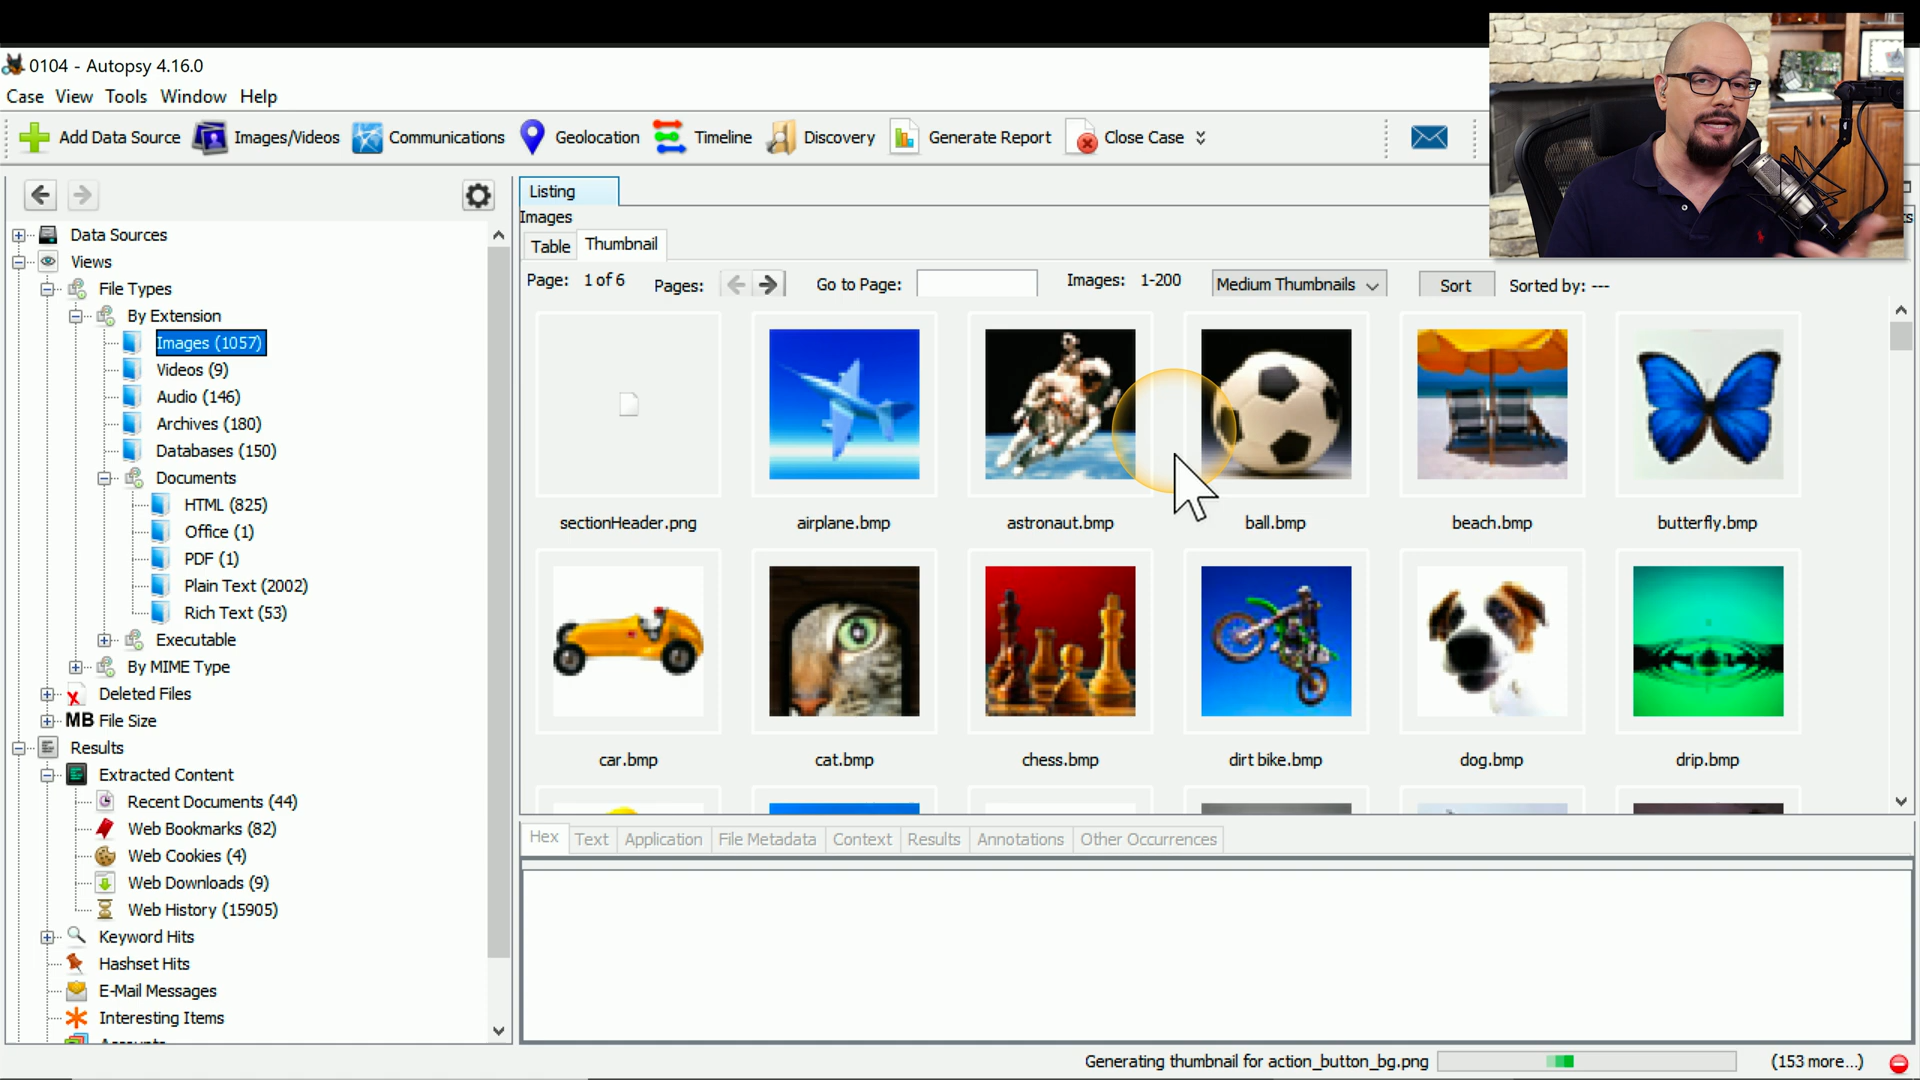 0104 - Autopsy 4.16.0
Case View Tools Window Help
Add Data Source Images/Videos Communications Geolocation Timeline Discovery Generate Report Close Case
Listing
Images
Table Thumbnail
Page: 1 of 6 Pages: Go to Page: Images: 1-200 Medium Thumbnails Sort Sorted by: ---
Data Sources
Views
File Types
By Extension
Images (1057)
Videos (9)
Audio (146)
Archives (180)
Databases (150)
Documents
HTML (825)
Office (1)
PDF (1)
Plain Text (2002)
Rich Text (53)
Executable
By MIME Type
Deleted Files
MB File Size
Results
Extracted Content
Recent Documents (44)
Web Bookmarks (82)
Web Cookies (4)
Web Downloads (9)
Web History (15905)
Keyword Hits
Hashset Hits
E-Mail Messages
Interesting Items
Accounts
sectionHeader.png airplane.bmp astronaut.bmp ball.bmp beach.bmp butterfly.bmp
car.bmp cat.bmp chess.bmp dirt bike.bmp dog.bmp drip.bmp
Hex Text Application File Metadata Context Results Annotations Other Occurrences
Generating thumbnail for action_button_bg.png (153 more...)